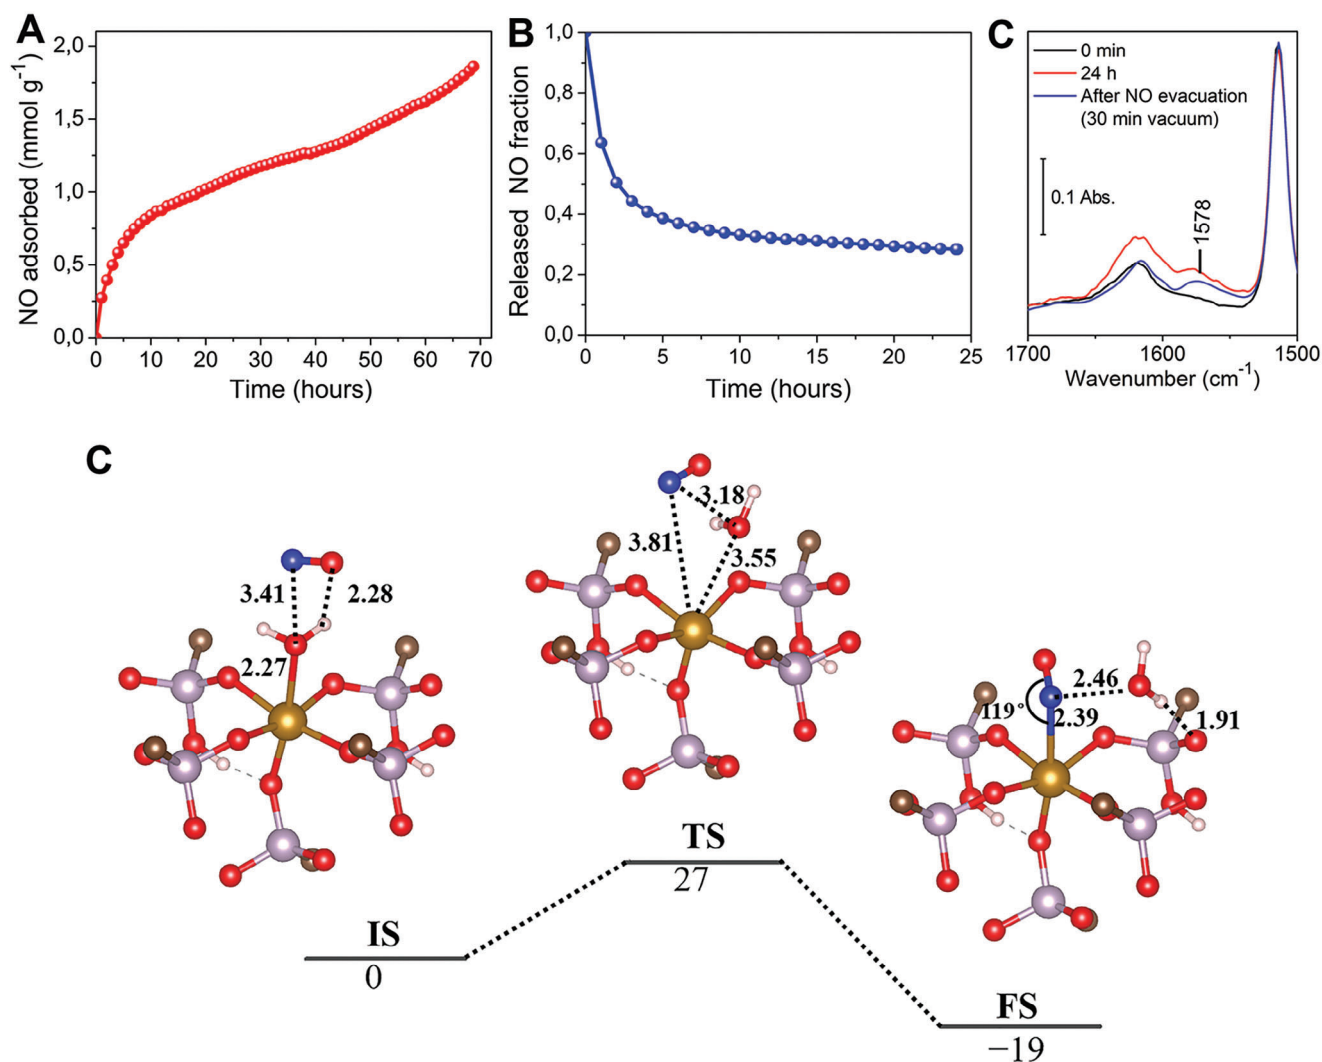 A
NO adsorbed (mmol g⁻¹)
2,0
1,5
1,0
0,5
0,0
0 10 20 30 40 50 60 70
Time (hours)
B
Released NO fraction
1,0
0,8
0,6
0,4
0,2
0
0 5 10 15 20 25
Time (hours)
C
0 min
24 h
After NO evacuation
(30 min vacuum)
0.1 Abs.
1578
1700 1600 1500
Wavenumber (cm⁻¹)
C
3.41
2.28
2.27
3.18
3.81
3.55
2.46
119°
2.39
1.91
IS
0
TS
27
FS
−19